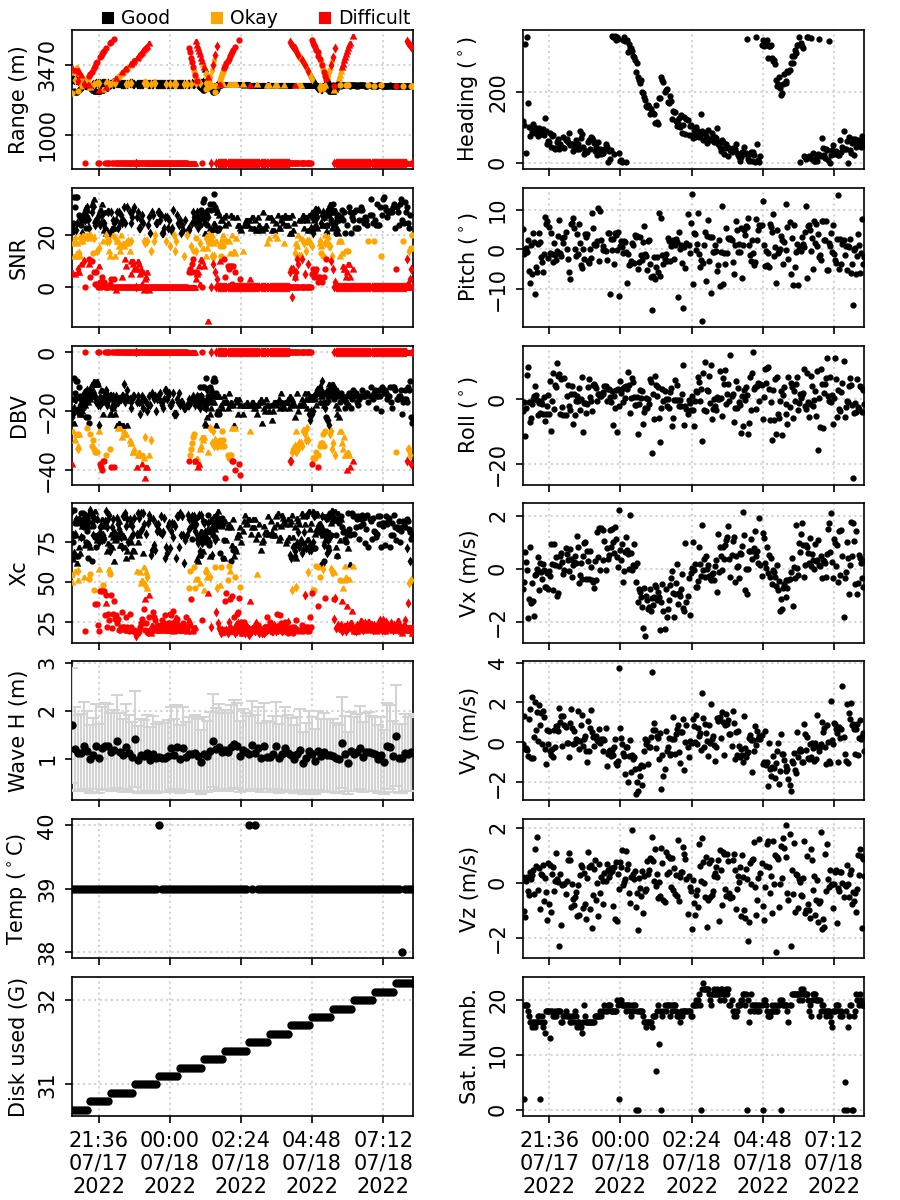 Good Okay Difficult
Range (m)
3470
1000
Heading (°)
200
0
SNR
20
0
Pitch (°)
10
0
−10
DBV
0
−20
−40
Roll (°)
0
−20
Xc
75
50
25
Vx (m/s)
2
0
−2
Wave H (m)
3
2
1
Vy (m/s)
4
2
0
−2
Temp (°C)
40
39
38
Vz (m/s)
2
0
−2
Disk used (G)
32
31
Sat. Numb.
20
10
0
21:36 00:00 02:24 04:48 07:12
07/17 07/18 07/18 07/18 07/18
2022 2022 2022 2022 2022
21:36 00:00 02:24 04:48 07:12
07/17 07/18 07/18 07/18 07/18
2022 2022 2022 2022 2022